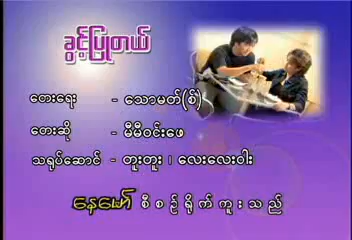 ခွင့်ပြုတယ်
တေးရေး - သောမတ်(စ်)
တေးဆို - မီမီဝင်းဖေ
သရုပ်ဆောင် - တူးတူး ၊ လေးလေးဝါး
နေမော် စီစဉ်ရိုက်ကူးသည်